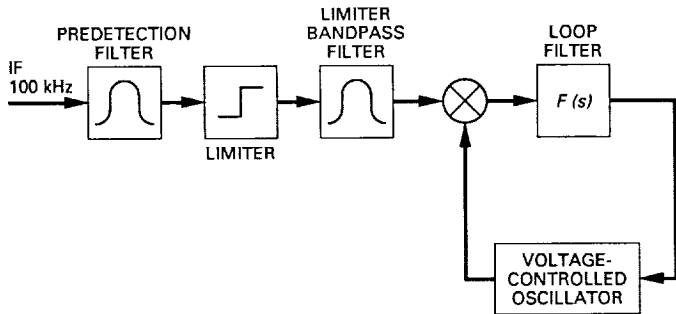 PREDETECTION
FILTER
LIMITER
BANDPASS
FILTER
LOOP
FILTER
IF
100 kHz
F (s)
LIMITER
VOLTAGE-
CONTROLLED
OSCILLATOR